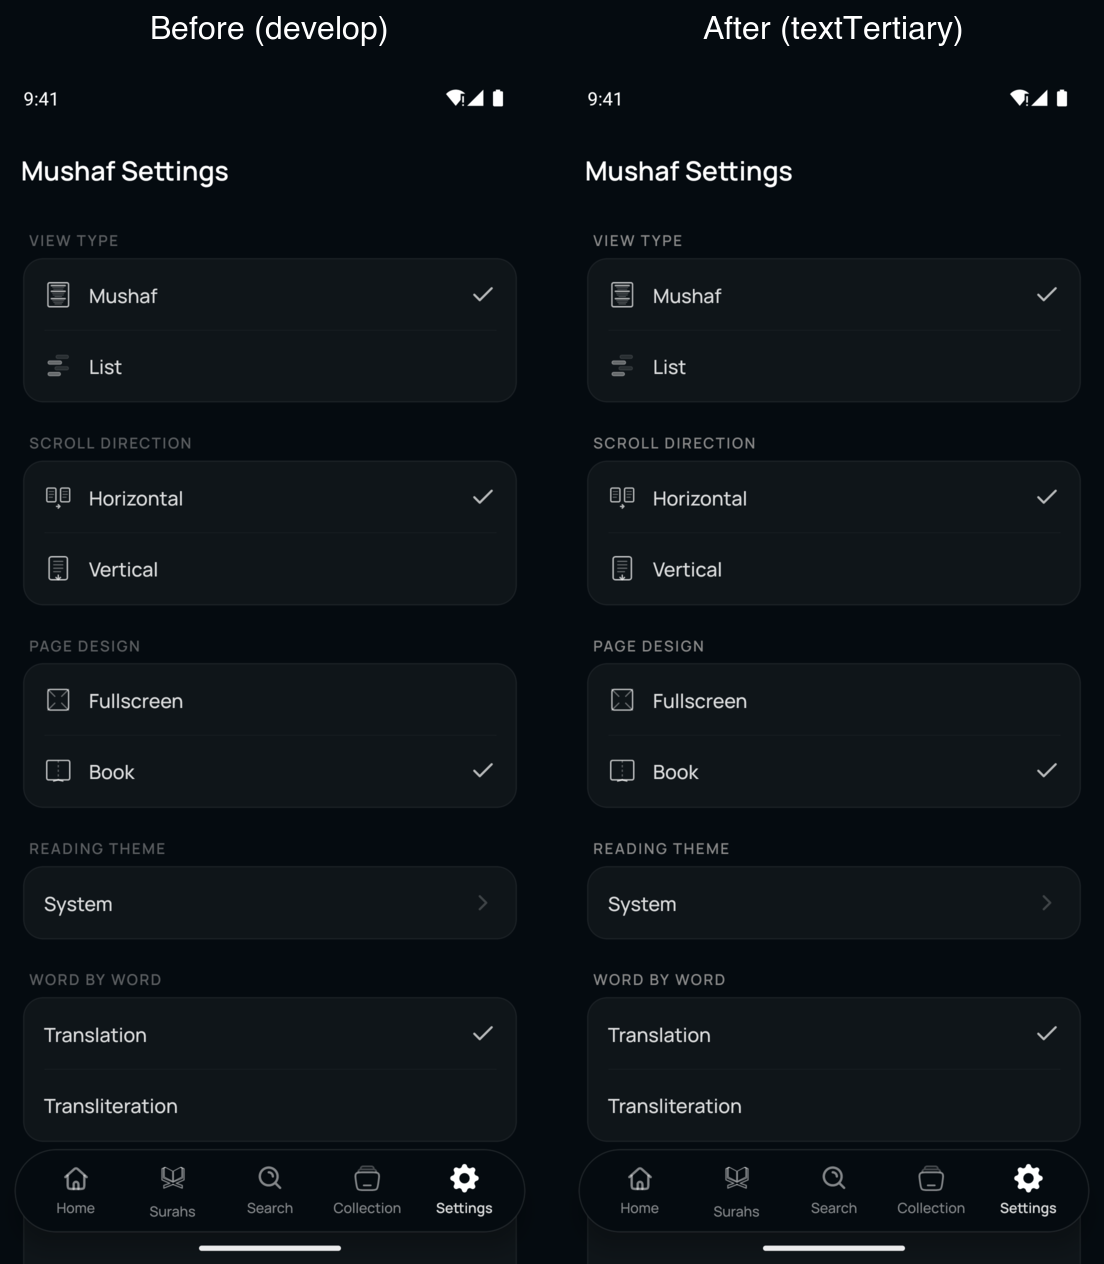 Before (develop)
9:41
Mushaf Settings
VIEW TYPE
Mushaf
List
SCROLL DIRECTION
Horizontal
Vertical
PAGE DESIGN
Fullscreen
Book
READING THEME
System
WORD BY WORD
Translation
Transliteration
Home
Surahs
Search
Collection
Settings
After (textTertiary)
9:41
Mushaf Settings
VIEW TYPE
Mushaf
List
SCROLL DIRECTION
Horizontal
Vertical
PAGE DESIGN
Fullscreen
Book
READING THEME
System
WORD BY WORD
Translation
Transliteration
Home
Surahs
Search
Collection
Settings